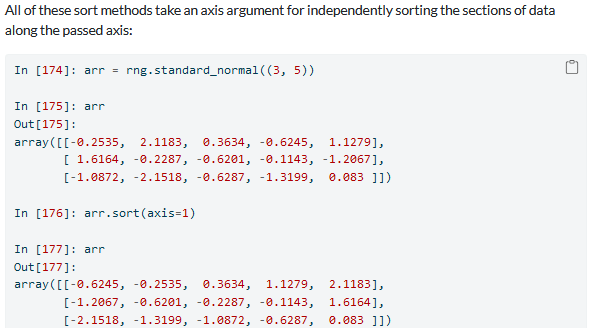 All of these sort methods take an axis argument for independently sorting the sections of data
along the passed axis:
In [174]: arr = rng.standard_normal((3, 5))
In [175]: arr
Out[175]:
array([[-0.2535,  2.1183,  0.3634, -0.6245,  1.1279],
       [ 1.6164, -0.2287, -0.6201, -0.1143, -1.2067],
       [-1.0872, -2.1518, -0.6287, -1.3199,  0.083 ]])
In [176]: arr.sort(axis=1)
In [177]: arr
Out[177]:
array([[-0.6245, -0.2535,  0.3634,  1.1279,  2.1183],
       [-1.2067, -0.6201, -0.2287, -0.1143,  1.6164],
       [-2.1518, -1.3199, -1.0872, -0.6287,  0.083 ]])